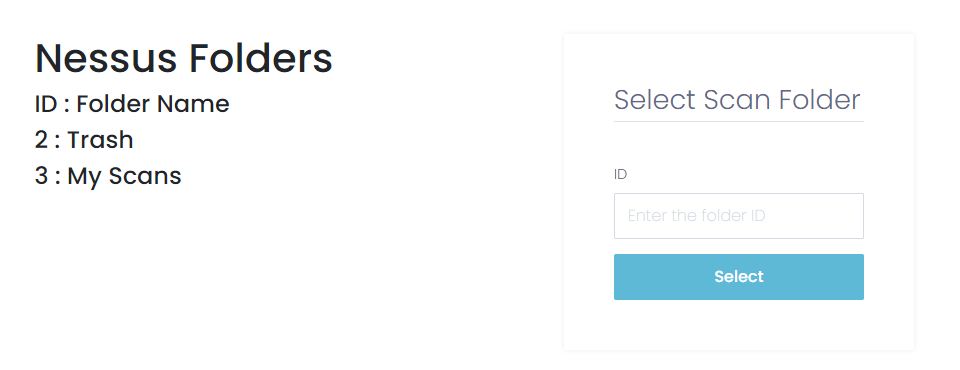 Nessus Folders
ID : Folder Name
2 : Trash
3 : My Scans
Select Scan Folder
ID
Enter the folder ID
Select